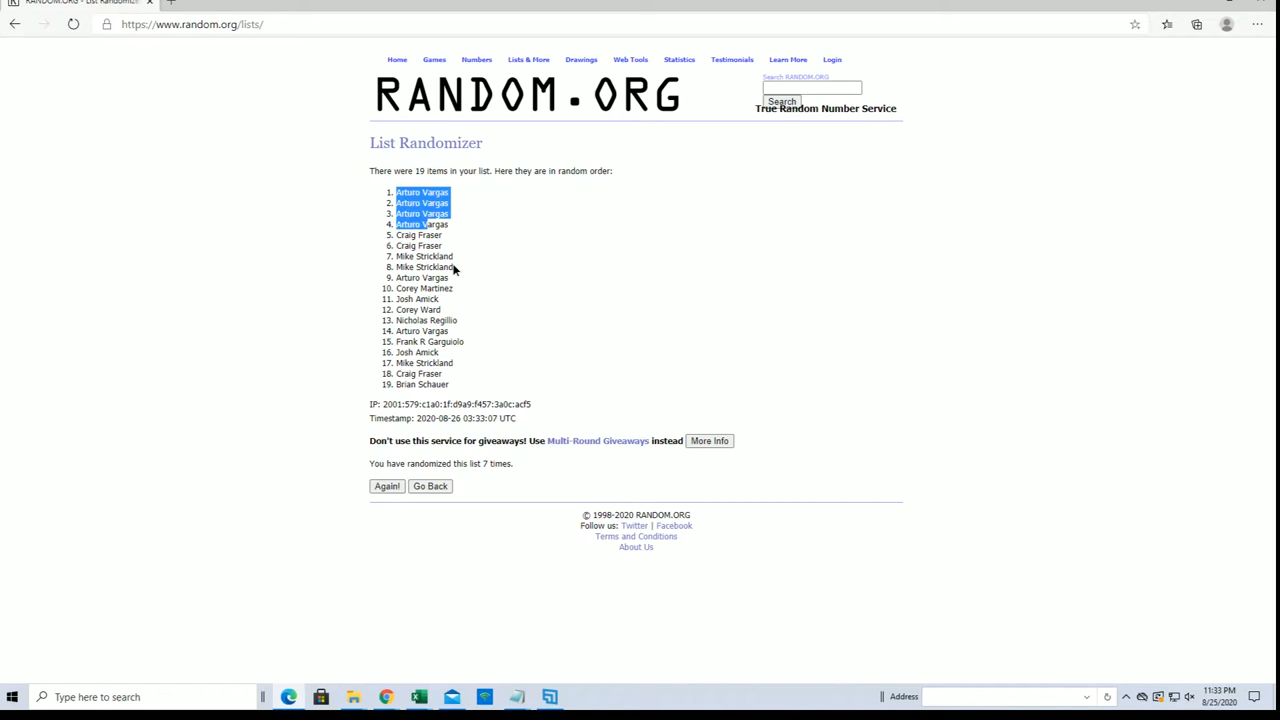 RANDOM.ORG - List Randomiz
https://www.random.org/lists/
Home Games Numbers Lists & More Drawings Web Tools Statistics Testimonials Learn More Login
RANDOM.ORG
Search RANDOM.ORG
Search
True Random Number Service
List Randomizer
There were 19 items in your list. Here they are in random order:
1. Arturo Vargas
2. Arturo Vargas
3. Arturo Vargas
4. Arturo Vargas
5. Craig Fraser
6. Craig Fraser
7. Mike Strickland
8. Mike Strickland
9. Arturo Vargas
10. Corey Martinez
11. Josh Amick
12. Corey Ward
13. Nicholas Regillio
14. Arturo Vargas
15. Frank R Garguiolo
16. Josh Amick
17. Mike Strickland
18. Craig Fraser
19. Brian Schauer
IP: 2001:579:c1a0:1f:d9a9:f457:3a0c:acf5
Timestamp: 2020-08-26 03:33:07 UTC
Don't use this service for giveaways! Use Multi-Round Giveaways instead More Info
You have randomized this list 7 times.
Again! Go Back
© 1998-2020 RANDOM.ORG
Follow us: Twitter | Facebook
Terms and Conditions
About Us
Type here to search
Address
11:33 PM
8/25/2020